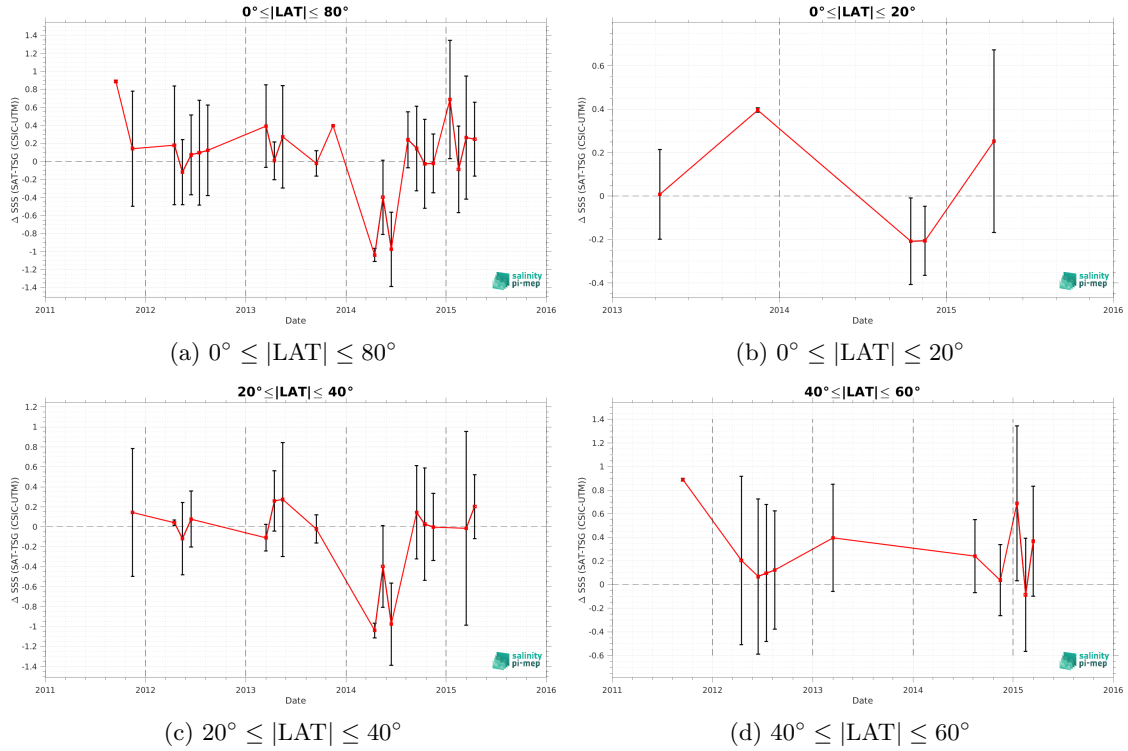 0°≤|LAT|≤ 80°
Δ SSS (SAT-TSG (CSIC-UTM))
1.4
1.2
1
0.8
0.6
0.4
0.2
0
-0.2
-0.4
-0.6
-0.8
-1
-1.2
-1.4
2011 2012 2013 2014 2015 2016
Date
salinity
pi-mep
(a) 0° ≤ |LAT| ≤ 80°
0°≤|LAT|≤ 20°
Δ SSS (SAT-TSG (CSIC-UTM))
0.6
0.4
0.2
0
-0.2
-0.4
2013 2014 2015 2016
Date
salinity
pi-mep
(b) 0° ≤ |LAT| ≤ 20°
20°≤|LAT|≤ 40°
Δ SSS (SAT-TSG (CSIC-UTM))
1.2
1
0.8
0.6
0.4
0.2
0
-0.2
-0.4
-0.6
-0.8
-1
-1.2
-1.4
2011 2012 2013 2014 2015 2016
Date
salinity
pi-mep
(c) 20° ≤ |LAT| ≤ 40°
40°≤|LAT|≤ 60°
Δ SSS (SAT-TSG (CSIC-UTM))
1.4
1.2
1
0.8
0.6
0.4
0.2
0
-0.2
-0.4
-0.6
2011 2012 2013 2014 2015 2016
Date
salinity
pi-mep
(d) 40° ≤ |LAT| ≤ 60°